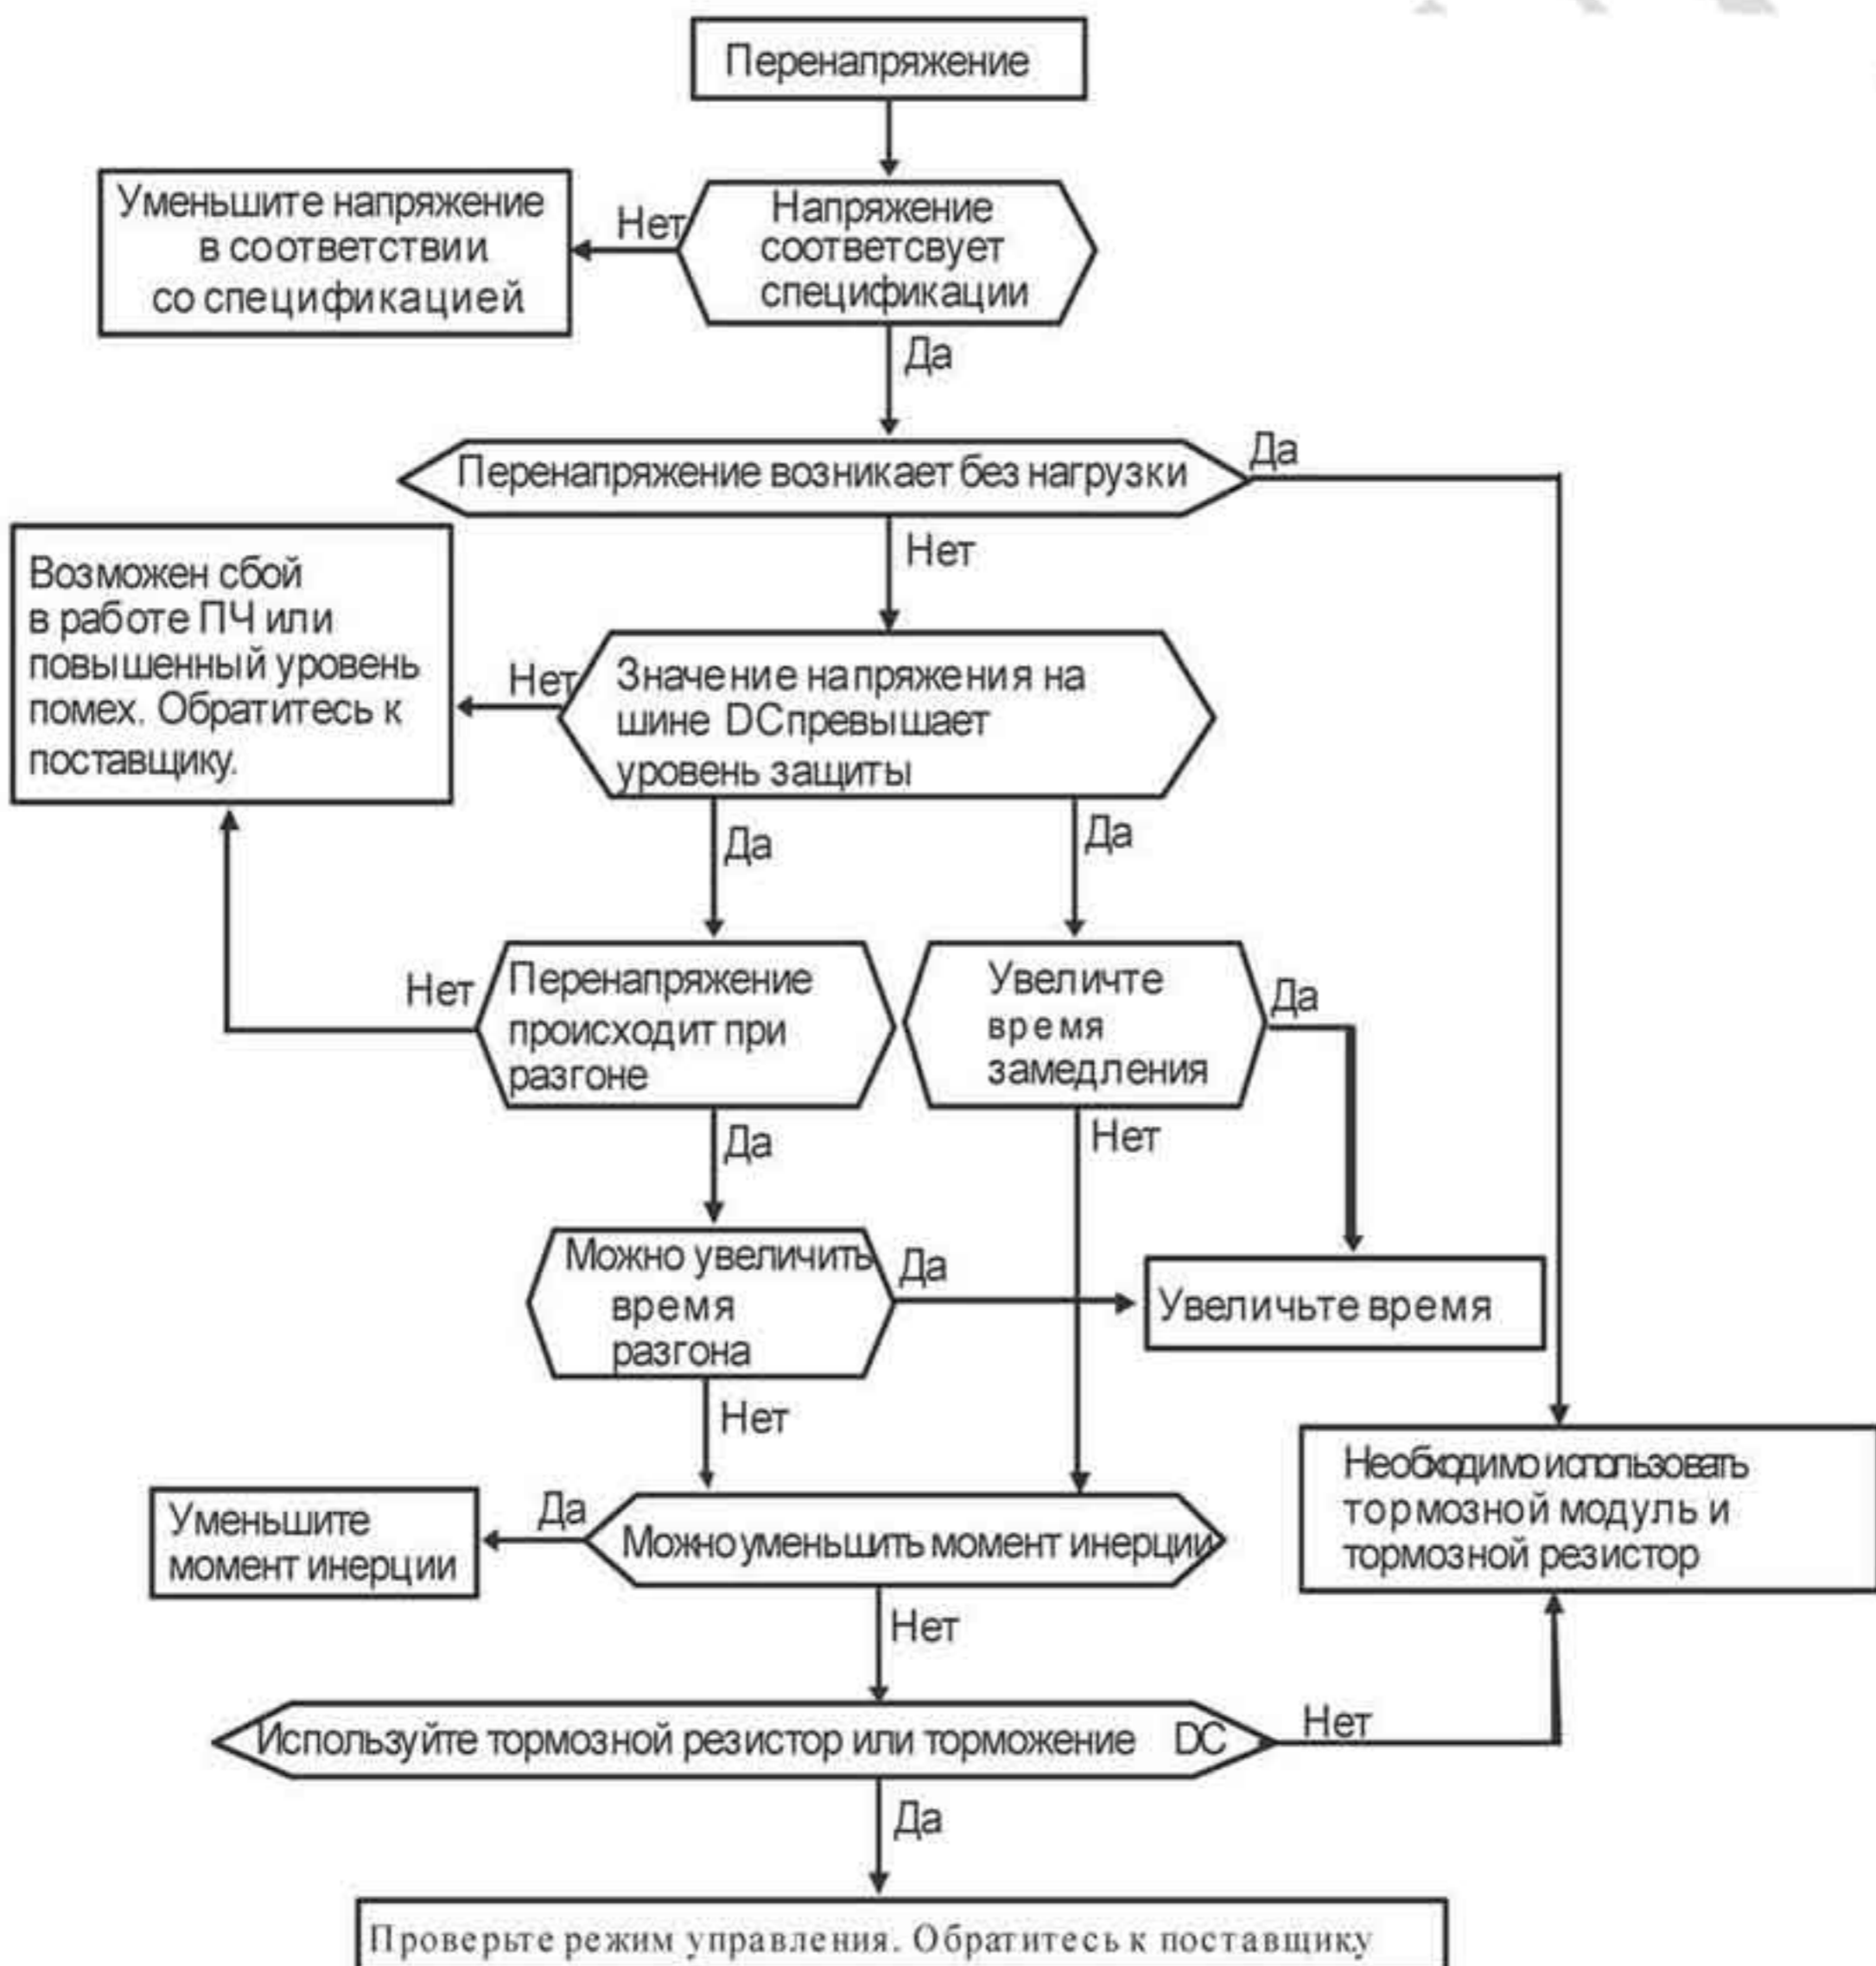 Перенапряжение
Уменьшите напряжение
в соответствии
со спецификацией
Нет
Напряжение
соответсвует
спецификации
Да
Перенапряжение возникает без нагрузки
Да
Нет
Возможен сбой
в работе ПЧ или
повышенный уровень
помех. Обратитесь к
поставщику.
Нет
Значение напряжения на
шине DC превышает
уровень защиты
Да
Да
Нет
Перенапряжение
происходит при
разгоне
Увеличте
время
замедления
Да
Да
Нет
Можно увеличить
время
разгона
Да
Увеличьте время
Нет
Необходимо использовать
тормозной модуль и
тормозной резистор
Уменьшите
момент инерции
Да
Можно уменьшить момент инерции
Нет
Используйте тормозной резистор или торможение DC
Нет
Да
Проверьте режим управления. Обратитесь к поставщику